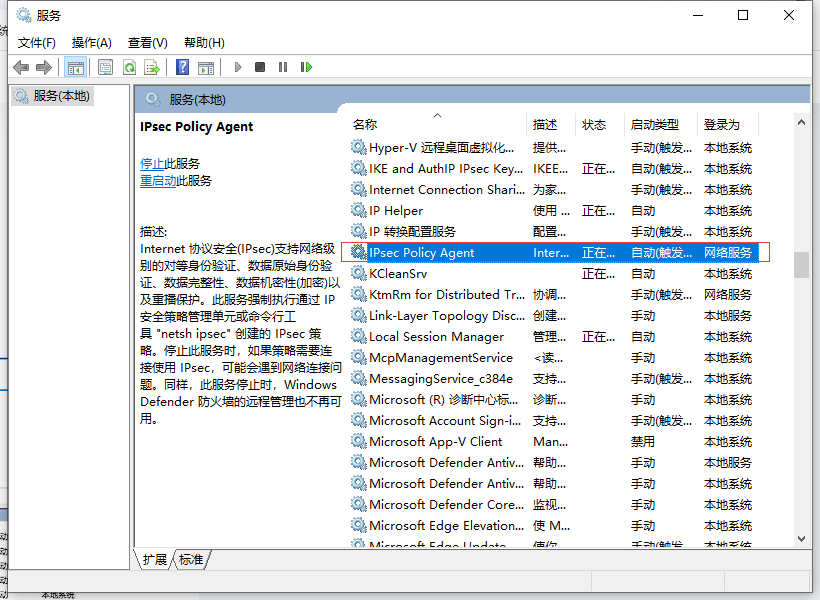 服务
文件(F) 操作(A) 查看(V) 帮助(H)
服务(本地)
服务(本地)
IPsec Policy Agent
停止此服务
重启动此服务
描述:
Internet 协议安全(IPsec)支持网络级
别的对等身份验证、数据原始身份验
证、数据完整性、数据机密性(加密)以
及重播保护。此服务强制执行通过 IP
安全策略管理单元或命令行工
具 "netsh ipsec" 创建的 IPsec 策
略。停止此服务时，如果策略需要连
接使用 IPsec，可能会遇到网络连接问
题。同样，此服务停止时，Windows
Defender 防火墙的远程管理也不再可
用。
名称 描述 状态 启动类型 登录为
Hyper-V 远程桌面虚拟化... 提供... 手动(触发... 本地系统
IKE and AuthIP IPsec Key... IKEE... 正在... 自动(触发... 本地系统
Internet Connection Shari... 为家... 手动(触发... 本地系统
IP Helper 使用 ... 正在... 自动 本地系统
IP 转换配置服务 配置... 手动(触发... 本地系统
IPsec Policy Agent Inter... 正在... 自动(触发... 网络服务
KCleanSrv 正在... 自动 本地系统
KtmRm for Distributed Tr... 协调... 手动(触发... 网络服务
Link-Layer Topology Disc... 创建... 手动 本地服务
Local Session Manager 管理... 正在... 自动 本地系统
McpManagementService <读... 手动 本地系统
MessagingService_c384e 支持... 手动(触发... 本地系统
Microsoft (R) 诊断中心标... 诊断... 手动 本地系统
Microsoft Account Sign-i... 支持... 手动(触发... 本地系统
Microsoft App-V Client Man... 禁用 本地系统
Microsoft Defender Antiv... 帮助... 手动 本地服务
Microsoft Defender Antiv... 帮助... 手动 本地系统
Microsoft Defender Core... 监视... 手动 本地系统
Microsoft Edge Elevation... 使 M... 手动 本地系统
Microsoft Edge Update 使你 手动(触发 本地系统
扩展 标准
本地系统